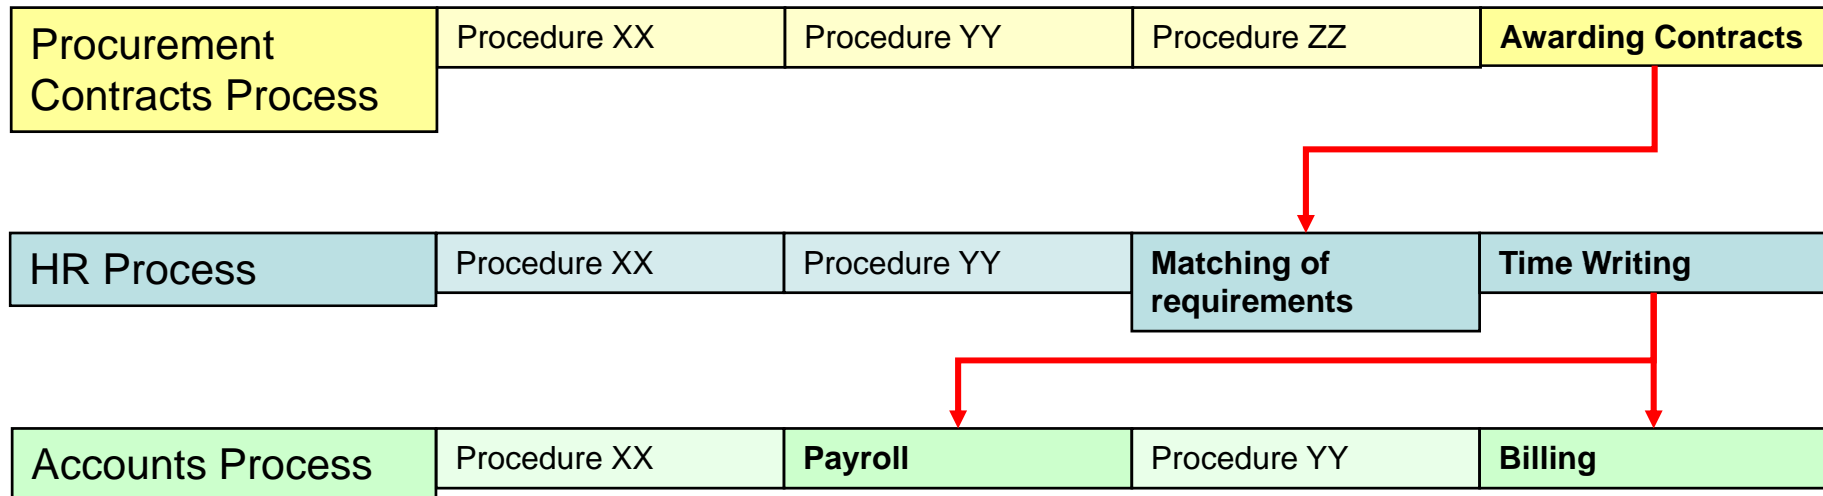 Procurement
Contracts Process
Procedure XX
Procedure YY
Procedure ZZ
Awarding Contracts
HR Process
Procedure XX
Procedure YY
Matching of
requirements
Time Writing
Accounts Process
Procedure XX
Payroll
Procedure YY
Billing